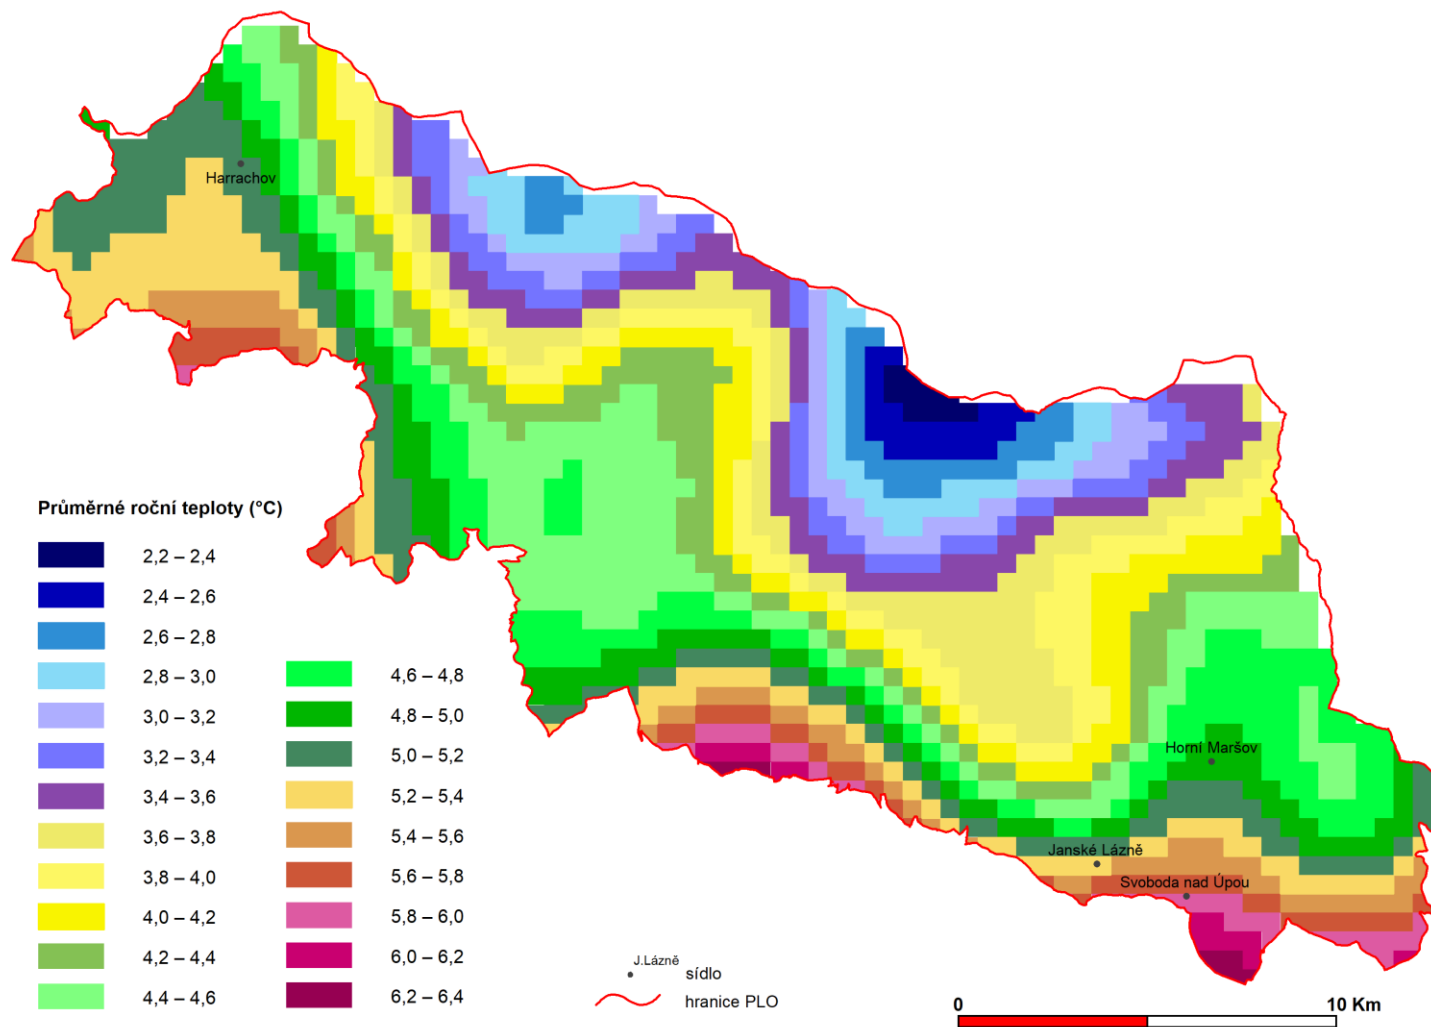 Harrachov
Průměrné roční teploty (°C)
2,2 – 2,4
2,4 – 2,6
2,6 – 2,8
2,8 – 3,0
3,0 – 3,2
3,2 – 3,4
3,4 – 3,6
3,6 – 3,8
3,8 – 4,0
4,0 – 4,2
4,2 – 4,4
4,4 – 4,6
4,6 – 4,8
4,8 – 5,0
5,0 – 5,2
5,2 – 5,4
5,4 – 5,6
5,6 – 5,8
5,8 – 6,0
6,0 – 6,2
6,2 – 6,4
Horní Maršov
Janské Lázně
Svoboda nad Úpou
J.Lázně
sídlo
hranice PLO
0 10 Km